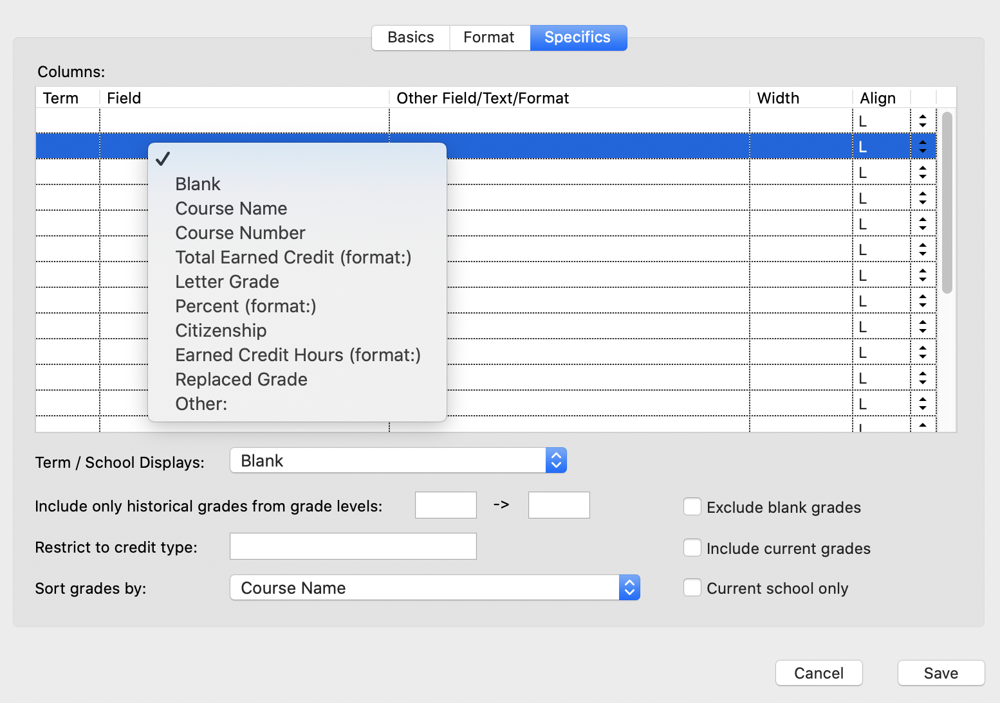 Basics Format Specifics
Columns:
Term Field Other Field/Text/Format Width Align
L
L
L
L
L
L
L
L
L
L
L
L
L
Blank
Course Name
Course Number
Total Earned Credit (format:)
Letter Grade
Percent (format:)
Citizenship
Earned Credit Hours (format:)
Replaced Grade
Other:
Term / School Displays: Blank
Include only historical grades from grade levels: -> Exclude blank grades
Restrict to credit type: Include current grades
Sort grades by: Course Name Current school only
Cancel Save